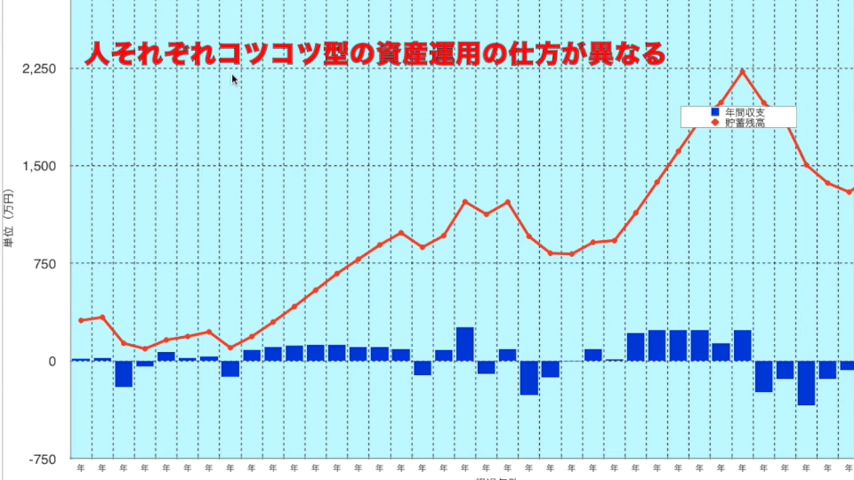 人それぞれコツコツ型の資産運用の仕方が異なる
2,250
年間収支
貯蓄残高
1,500
単位（万円）
750
0
-750
年 年 年 年 年 年 年 年 年 年 年 年 年 年 年 年 年 年 年 年 年 年 年 年 年 年 年 年 年 年 年 年 年 年 年 年 年